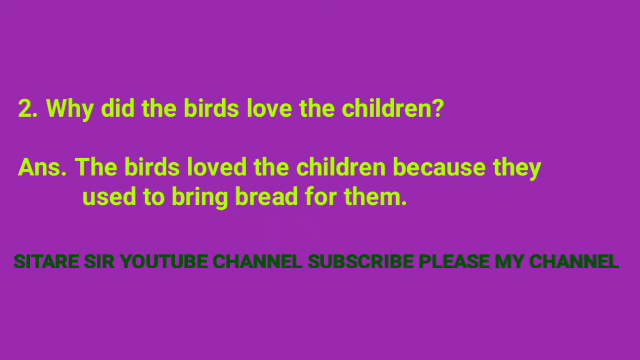 2. Why did the birds love the children?
Ans. The birds loved the children because they
used to bring bread for them.
SITARE SIR YOUTUBE CHANNEL SUBSCRIBE PLEASE MY CHANNEL